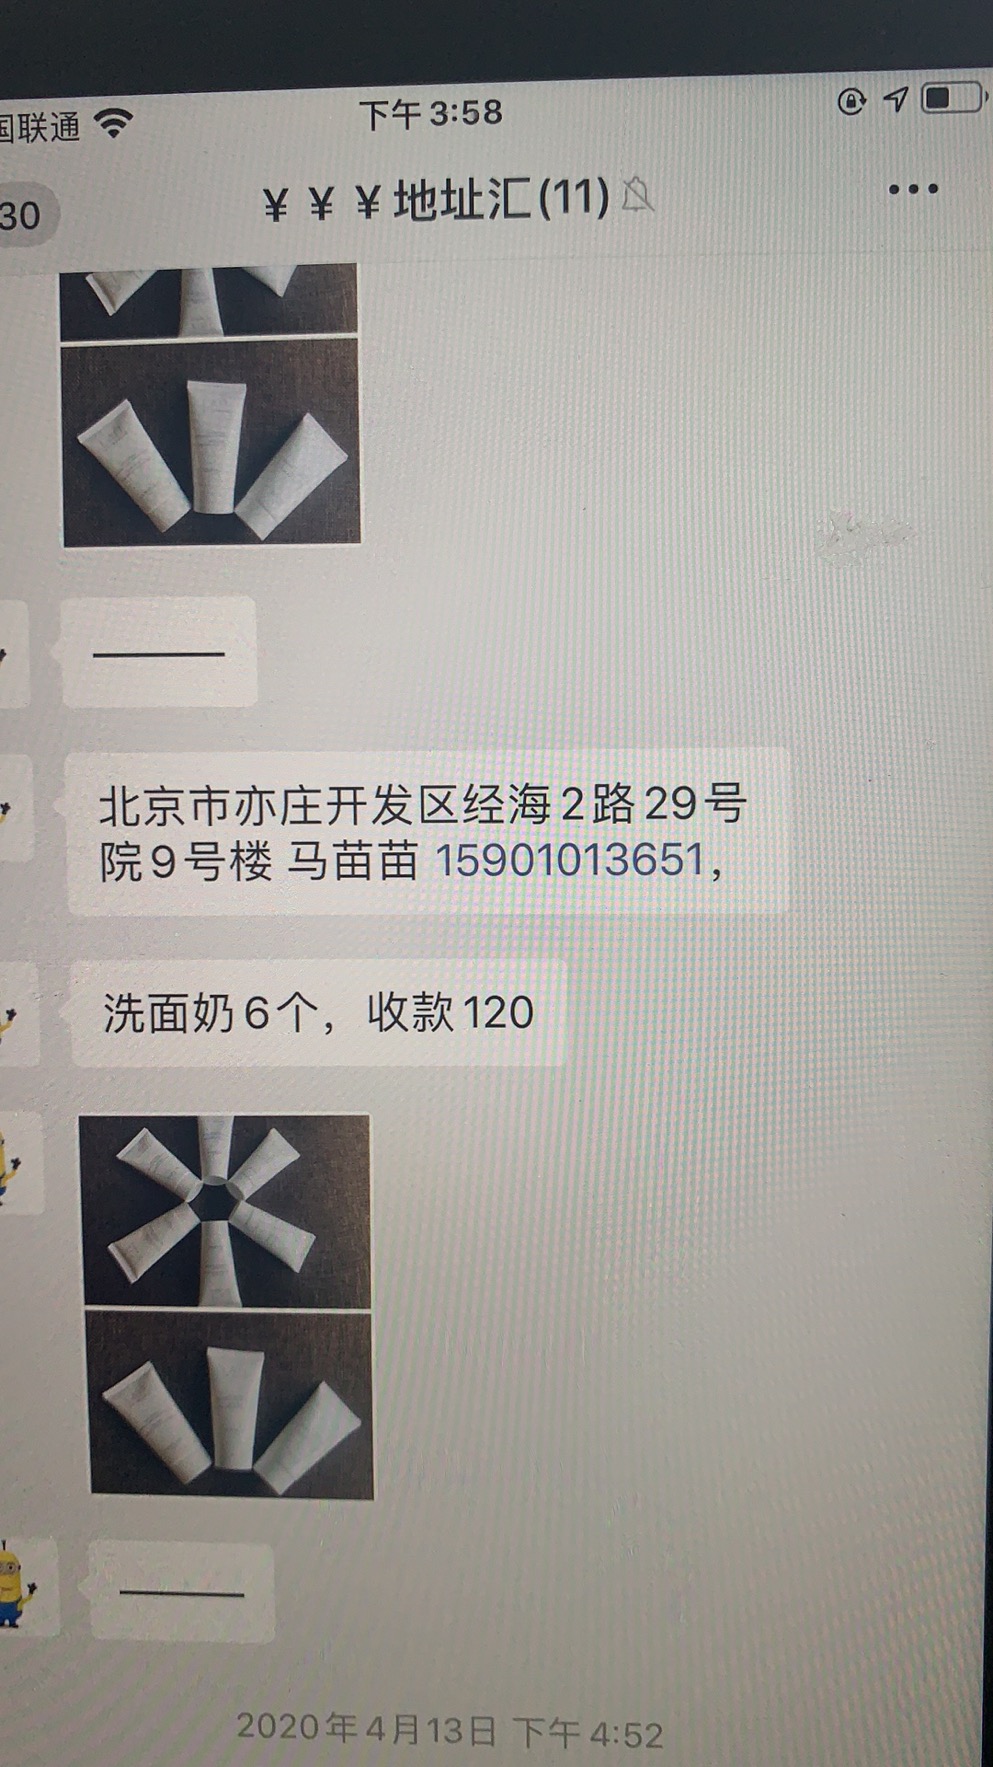 国联通
下午3:58
30
¥ ¥ ¥地址汇(11)
———
北京市亦庄开发区经海2路29号
院9号楼 马苗苗 15901013651，
洗面奶6个，收款120
———
2020年4月13日 下午4:52